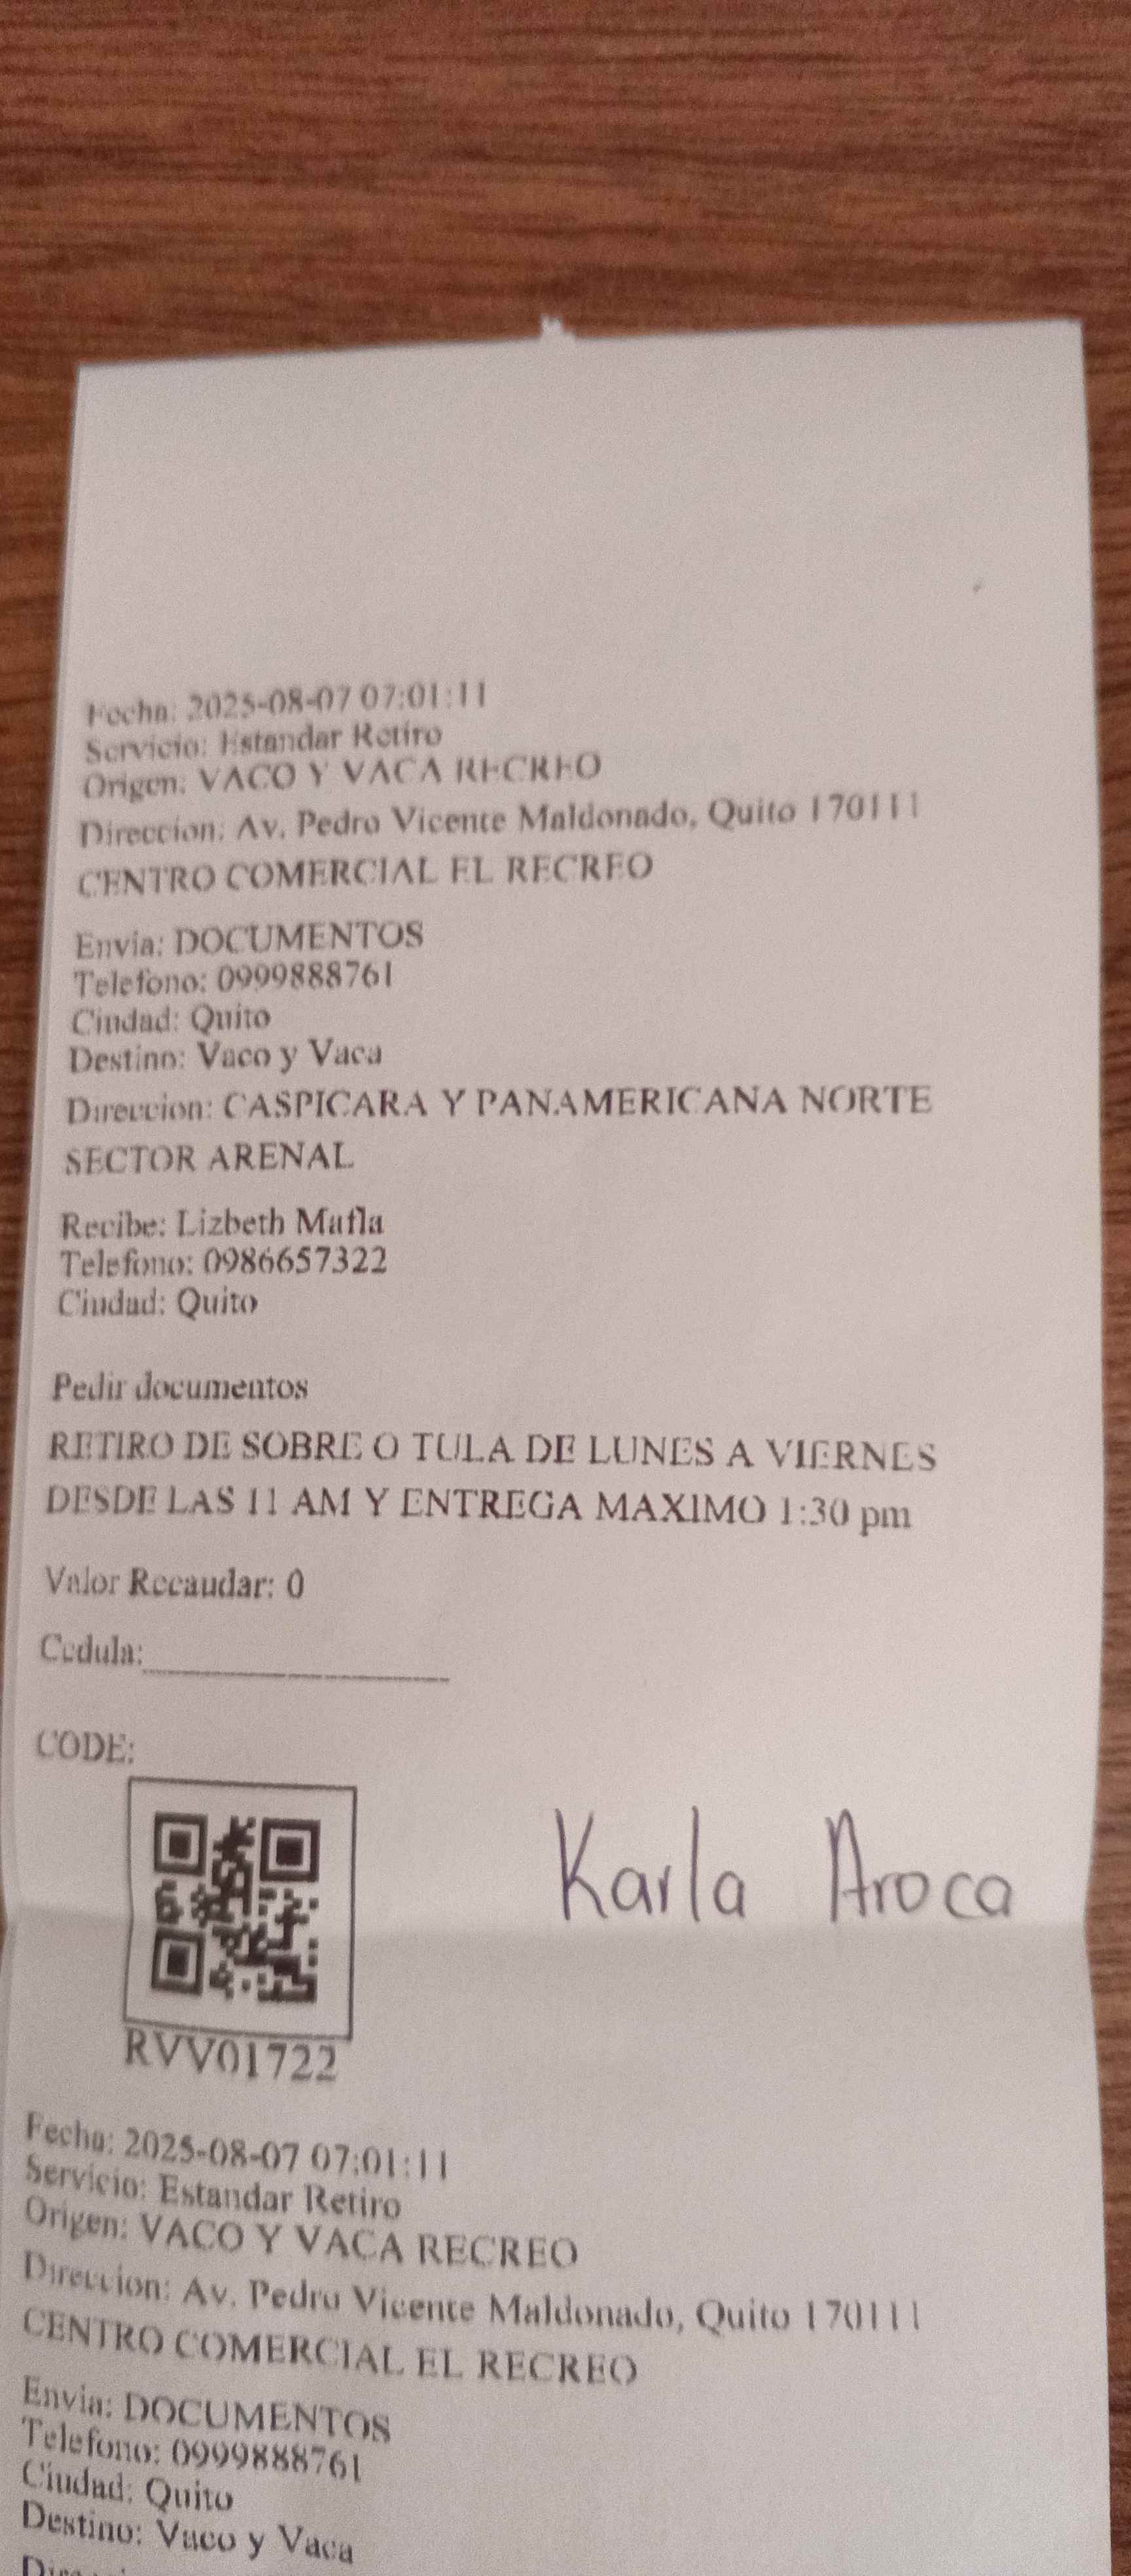 Fecha: 2025-08-07 07:01:11
Servicio: Estandar Retiro
Origen: VACO Y VACA RECREO
Direccion: Av. Pedro Vicente Maldonado, Quito 170111
CENTRO COMERCIAL EL RECREO
Envia: DOCUMENTOS
Telefono: 0999888761
Ciudad: Quito
Destino: Vaco y Vaca
Direccion: CASPICARA Y PANAMERICANA NORTE
SECTOR ARENAL
Recibe: Lizbeth Mafla
Telefono: 0986657322
Ciudad: Quito
Pedir documentos
RETIRO DE SOBRE O TULA DE LUNES A VIERNES
DESDE LAS 11 AM Y ENTREGA MAXIMO 1:30 pm
Valor Recaudar: 0
Cedula:
CODE:
Karla Aroca
RVV01722
Fecha: 2025-08-07 07:01:11
Servicio: Estandar Retiro
Origen: VACO Y VACA RECREO
Direccion: Av. Pedro Vicente Maldonado, Quito 170111
CENTRO COMERCIAL EL RECREO
Envia: DOCUMENTOS
Telefono: 0999888761
Ciudad: Quito
Destino: Vaco y Vaca